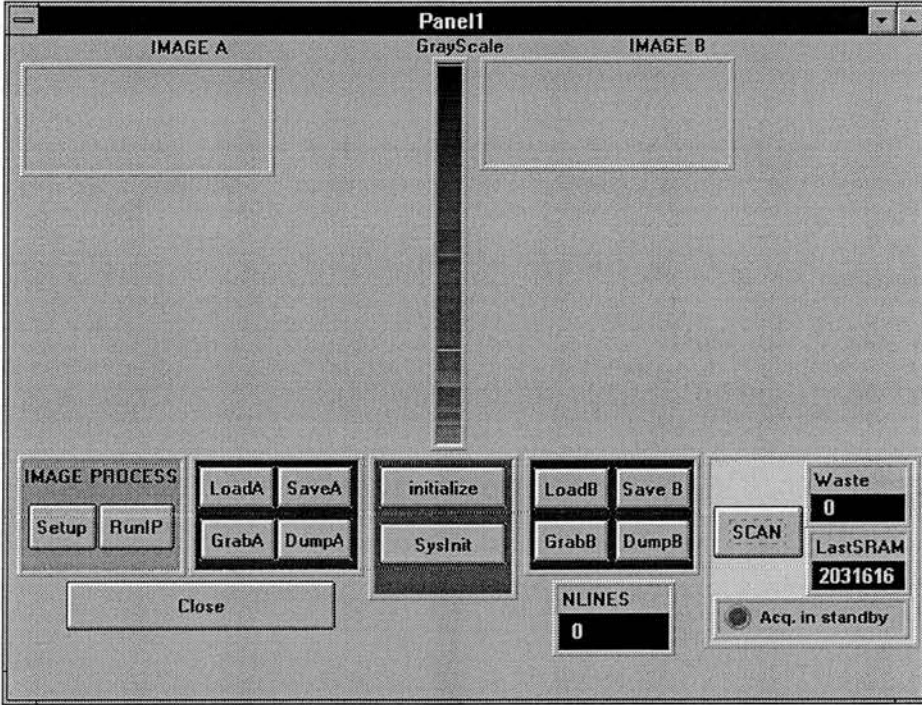 Panel1
IMAGE A
GrayScale
IMAGE B
IMAGE PROCESS
Setup
RunIP
LoadA
SaveA
GrabA
DumpA
initialize
SysInit
LoadB
Save B
GrabB
DumpB
SCAN
Waste
0
LastSRAM
2031616
Acq. in standby
Close
NLINES
0